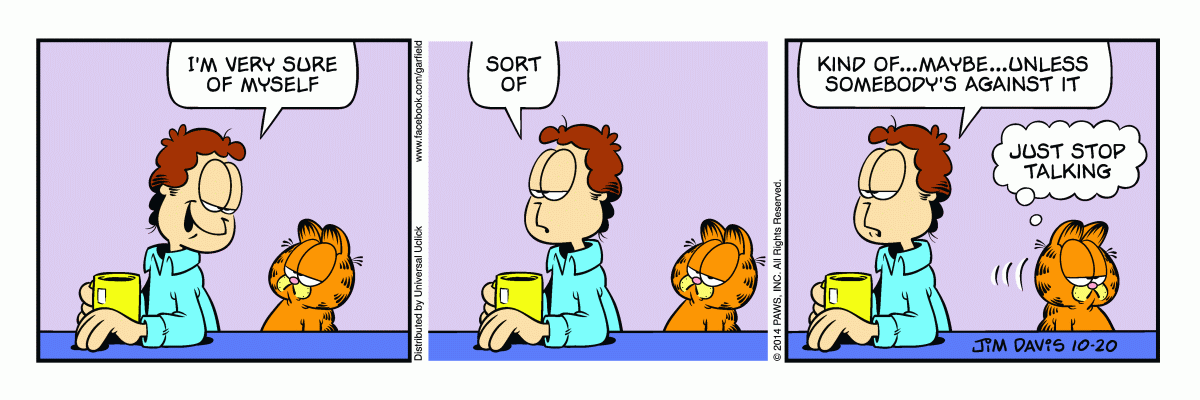 I'M VERY SURE
OF MYSELF
www.facebook.com/garfield
Distributed by Universal Uclick
SORT
OF
© 2014 PAWS, INC. All Rights Reserved.
KIND OF...MAYBE...UNLESS
SOMEBODY'S AGAINST IT
JUST STOP
TALKING
JIM DAVIS 10-20